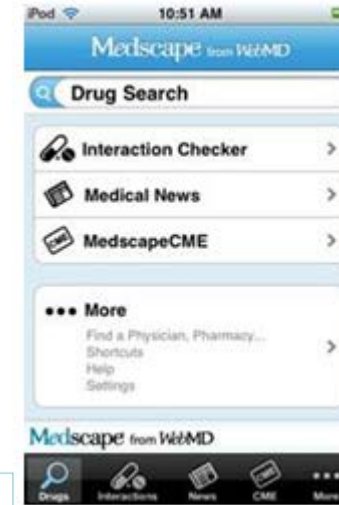 iPod 10:51 AM
Medscape from WebMD
Drug Search
Interaction Checker
Medical News
CME MedscapeCME
More
Find a Physician, Pharmacy...
Shortcuts
Help
Settings
Medscape from WebMD
Drugs Interactions News CME More